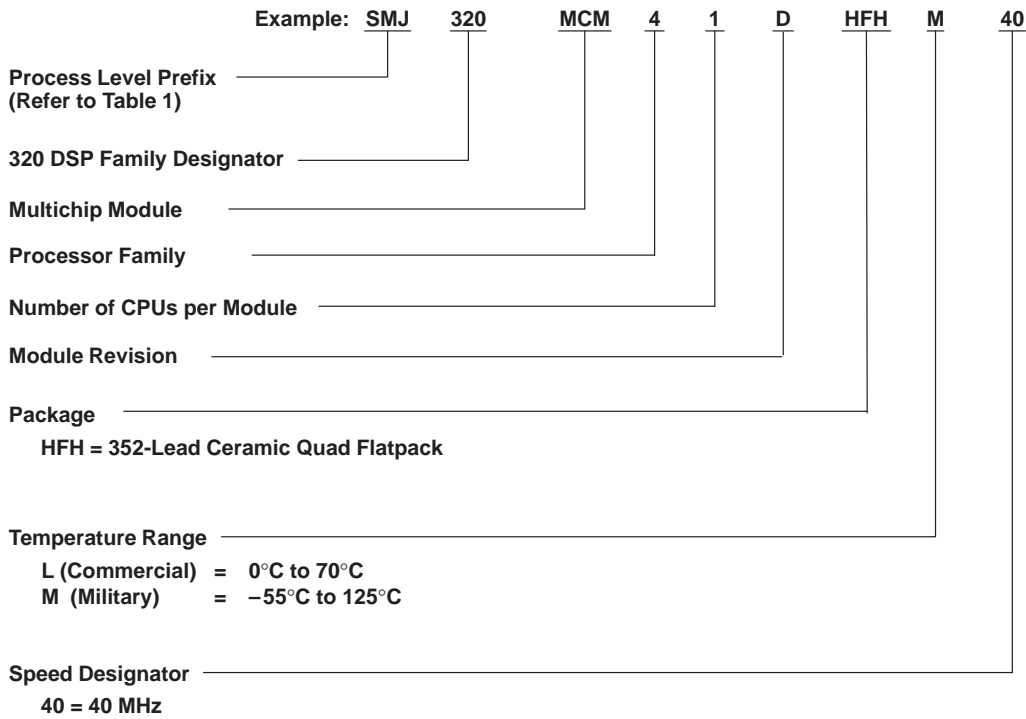 Example: SMJ 320 MCM 4 1 D HFH M 40
Process Level Prefix
(Refer to Table 1)
320 DSP Family Designator
Multichip Module
Processor Family
Number of CPUs per Module
Module Revision
Package
HFH = 352-Lead Ceramic Quad Flatpack
Temperature Range
L (Commercial) = 0°C to 70°C
M (Military) = –55°C to 125°C
Speed Designator
40 = 40 MHz